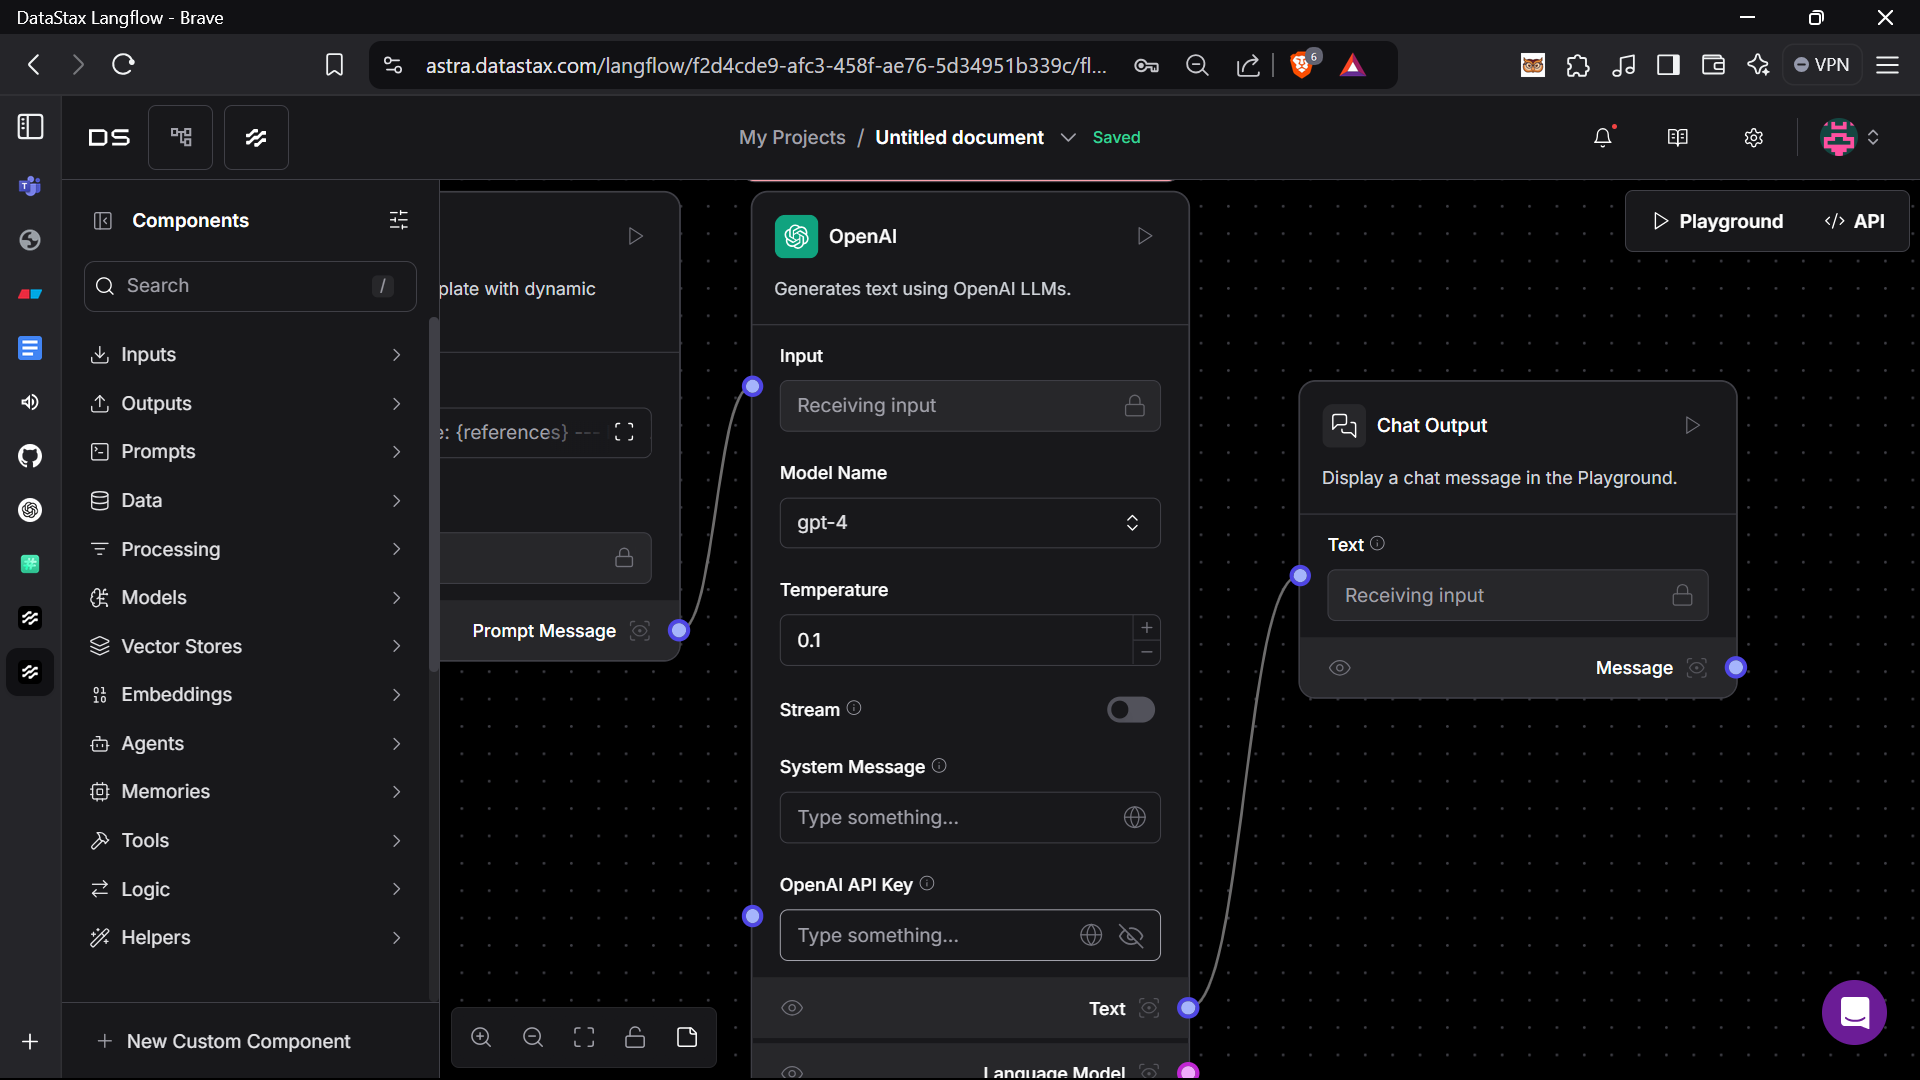 DataStax Langflow - Brave
astra.datastax.com/langflow/f2d4cde9-afc3-458f-ae76-5d34951b339c/fl...
6
VPN
DS
My Projects / Untitled document
Saved
Components
Search
/
Inputs
Outputs
Prompts
Data
Processing
Models
Vector Stores
Embeddings
Agents
Memories
Tools
Logic
Helpers
New Custom Component
plate with dynamic
e: {references} ---
Prompt Message
OpenAI
Generates text using OpenAI LLMs.
Input
Receiving input
Model Name
gpt-4
Temperature
0.1
Stream
System Message
Type something...
OpenAI API Key
Type something...
Text
Language Model
Playground
API
Chat Output
Display a chat message in the Playground.
Text
Receiving input
Message